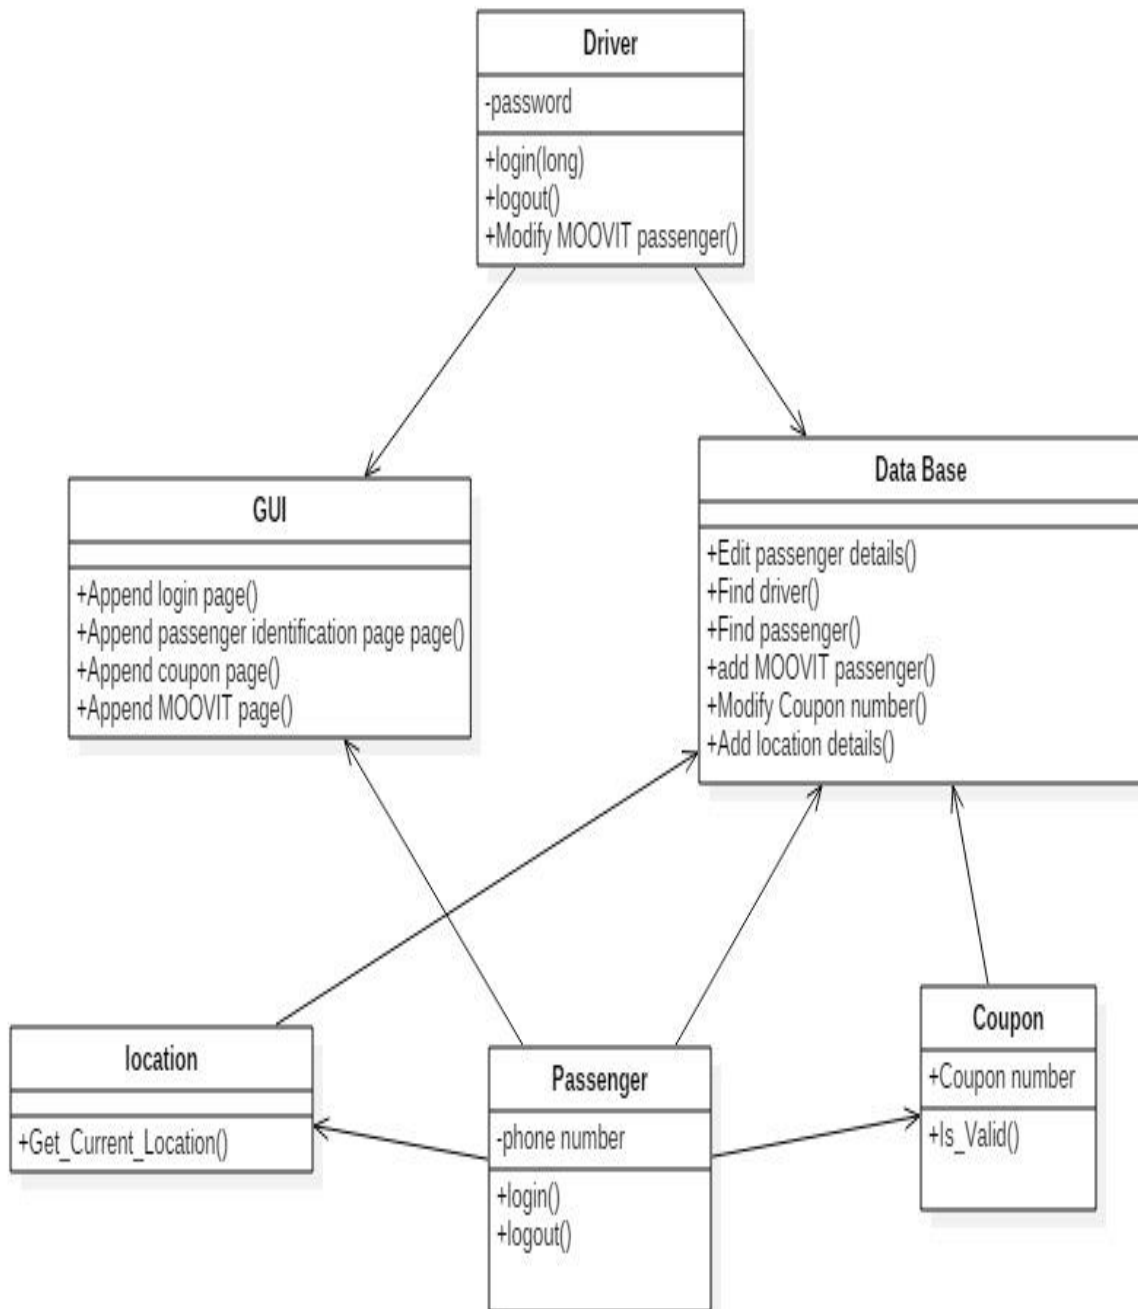 Driver
-password
+login(long)
+logout()
+Modify MOOVIT passenger()
GUI
+Append login page()
+Append passenger identification page page()
+Append coupon page()
+Append MOOVIT page()
Data Base
+Edit passenger details()
+Find driver()
+Find passenger()
+add MOOVIT passenger()
+Modify Coupon number()
+Add location details()
location
+Get_Current_Location()
Passenger
-phone number
+login()
+logout()
Coupon
+Coupon number
+Is_Valid()